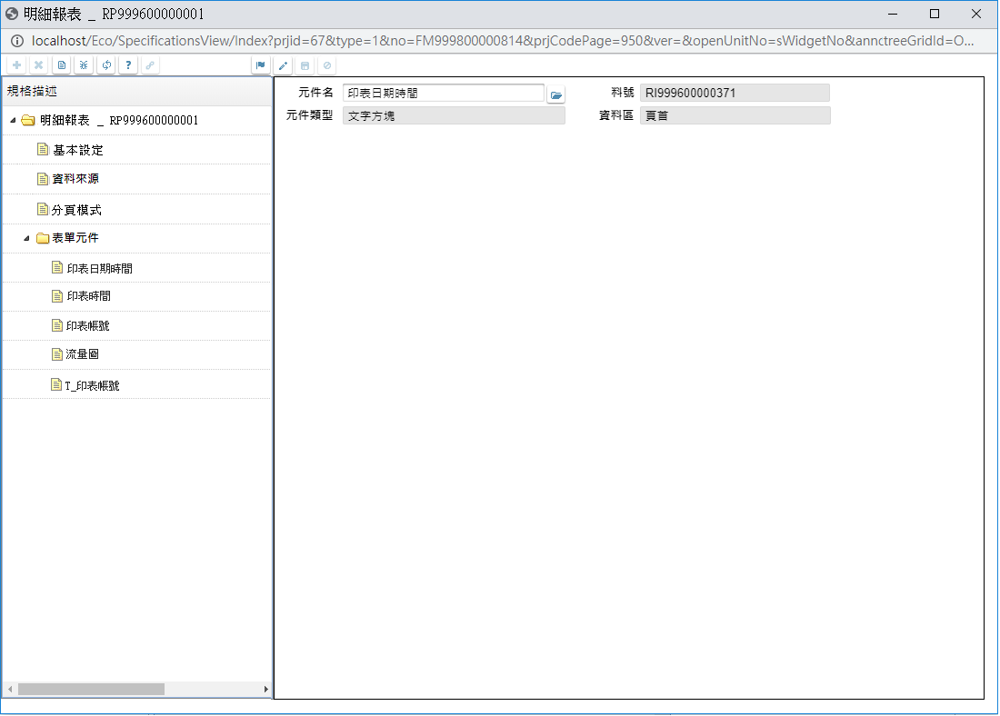 明細報表 _ RP999600000001
localhost/Eco/SpecificationsView/Index?prjid=67&type=1&no=FM999800000814&prjCodePage=950&ver=&openUnitNo=sWidgetNo&annctreeGridId=O...
?
規格描述
明細報表 _ RP999600000001
基本設定
資料來源
分頁模式
表單元件
印表日期時間
印表時間
印表帳號
流量圖
T_印表帳號
元件名 印表日期時間 料號 RI999600000371
元件類型 文字方塊 資料區 頁首